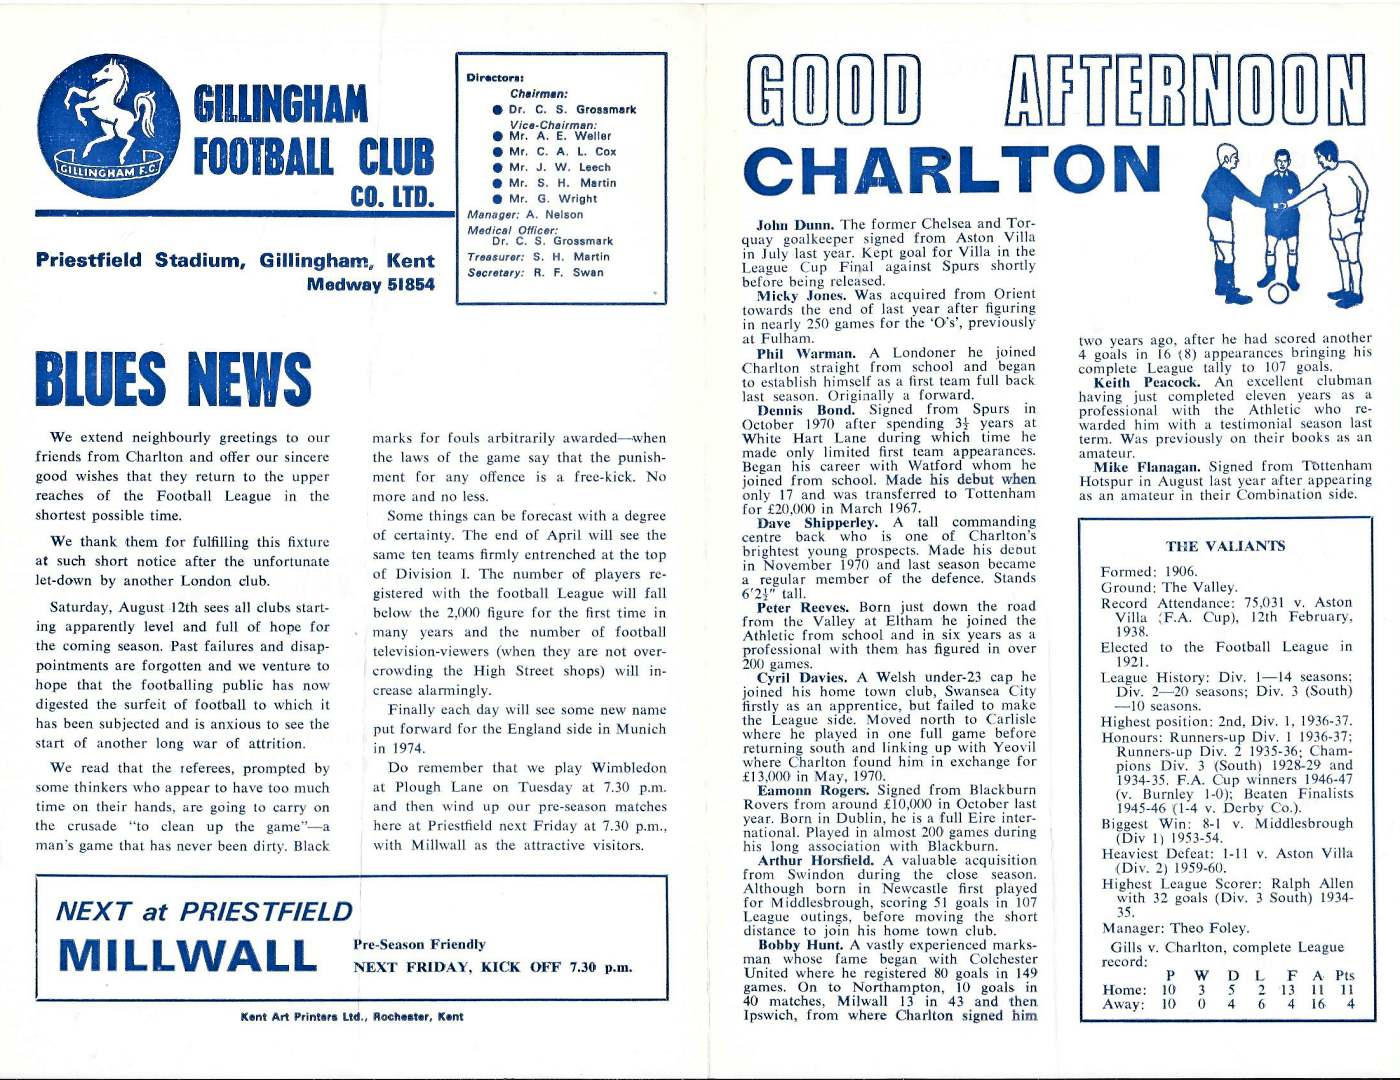 GILLINGHAM F.C.
GILLINGHAM
FOOTBALL CLUB
CO. LTD.
Priestfield Stadium, Gillingham, Kent
Medway 51854
Directors:
Chairman:
● Dr. C. S. Grossmark
Vice-Chairman:
● Mr. A. E. Weller
● Mr. C. A. L. Cox
● Mr. J. W. Leech
● Mr. S. H. Martin
● Mr. G. Wright
Manager: A. Nelson
Medical Officer:
Dr. C. S. Grossmark
Treasurer: S. H. Martin
Secretary: R. F. Swan
BLUES NEWS
We extend neighbourly greetings to our
friends from Charlton and offer our sincere
good wishes that they return to the upper
reaches of the Football League in the
shortest possible time.
We thank them for fulfilling this fixture
at such short notice after the unfortunate
let-down by another London club.
Saturday, August 12th sees all clubs start-
ing apparently level and full of hope for
the coming season. Past failures and disap-
pointments are forgotten and we venture to
hope that the footballing public has now
digested the surfeit of football to which it
has been subjected and is anxious to see the
start of another long war of attrition.
We read that the referees, prompted by
some thinkers who appear to have too much
time on their hands, are going to carry on
the crusade "to clean up the game"—a
man's game that has never been dirty. Black
marks for fouls arbitrarily awarded—when
the laws of the game say that the punish-
ment for any offence is a free-kick. No
more and no less.
Some things can be forecast with a degree
of certainty. The end of April will see the
same ten teams firmly entrenched at the top
of Division I. The number of players re-
gistered with the football League will fall
below the 2,000 figure for the first time in
many years and the number of football
television-viewers (when they are not over-
crowding the High Street shops) will in-
crease alarmingly.
Finally each day will see some new name
put forward for the England side in Munich
in 1974.
Do remember that we play Wimbledon
at Plough Lane on Tuesday at 7.30 p.m.
and then wind up our pre-season matches
here at Priestfield next Friday at 7.30 p.m.,
with Millwall as the attractive visitors.
NEXT at PRIESTFIELD
MILLWALL
Pre-Season Friendly
NEXT FRIDAY, KICK OFF 7.30 p.m.
Kent Art Printers Ltd., Rochester, Kent
GOOD AFTERNOON
CHARLTON
John Dunn. The former Chelsea and Tor-
quay goalkeeper signed from Aston Villa
in July last year. Kept goal for Villa in the
League Cup Final against Spurs shortly
before being released.
Micky Jones. Was acquired from Orient
towards the end of last year after figuring
in nearly 250 games for the 'O's', previously
at Fulham.
Phil Warman. A Londoner he joined
Charlton straight from school and began
to establish himself as a first team full back
last season. Originally a forward.
Dennis Bond. Signed from Spurs in
October 1970 after spending 3½ years at
White Hart Lane during which time he
made only limited first team appearances.
Began his career with Watford whom he
joined from school. Made his debut when
only 17 and was transferred to Tottenham
for £20,000 in March 1967.
Dave Shipperley. A tall commanding
centre back who is one of Charlton's
brightest young prospects. Made his debut
in November 1970 and last season became
a regular member of the defence. Stands
6'2½" tall.
Peter Reeves. Born just down the road
from the Valley at Eltham he joined the
Athletic from school and in six years as a
professional with them has figured in over
200 games.
Cyril Davies. A Welsh under-23 cap he
joined his home town club, Swansea City
firstly as an apprentice, but failed to make
the League side. Moved north to Carlisle
where he played in one full game before
returning south and linking up with Yeovil
where Charlton found him in exchange for
£13,000 in May, 1970.
Eamonn Rogers. Signed from Blackburn
Rovers from around £10,000 in October last
year. Born in Dublin, he is a full Eire inter-
national. Played in almost 200 games during
his long association with Blackburn.
Arthur Horsfield. A valuable acquisition
from Swindon during the close season.
Although born in Newcastle first played
for Middlesbrough, scoring 51 goals in 107
League outings, before moving the short
distance to join his home town club.
Bobby Hunt. A vastly experienced marks-
man whose fame began with Colchester
United where he registered 80 goals in 149
games. On to Northampton, 10 goals in
40 matches, Milwall 13 in 43 and then
Ipswich, from where Charlton signed him
two years ago, after he had scored another
4 goals in 16 (8) appearances bringing his
complete League tally to 107 goals.
Keith Peacock. An excellent clubman
having just completed eleven years as a
professional with the Athletic who re-
warded him with a testimonial season last
term. Was previously on their books as an
amateur.
Mike Flanagan. Signed from Tottenham
Hotspur in August last year after appearing
as an amateur in their Combination side.
THE VALIANTS
Formed: 1906.
Ground: The Valley.
Record Attendance: 75,031 v. Aston
Villa (F.A. Cup), 12th February,
1938.
Elected to the Football League in
1921.
League History: Div. 1—14 seasons;
Div. 2—20 seasons; Div. 3 (South)
—10 seasons.
Highest position: 2nd, Div. 1, 1936-37.
Honours: Runners-up Div. 1 1936-37;
Runners-up Div. 2 1935-36; Cham-
pions Div. 3 (South) 1928-29 and
1934-35. F.A. Cup winners 1946-47
(v. Burnley 1-0); Beaten Finalists
1945-46 (1-4 v. Derby Co.).
Biggest Win: 8-1 v. Middlesbrough
(Div 1) 1953-54.
Heaviest Defeat: 1-11 v. Aston Villa
(Div. 2) 1959-60.
Highest League Scorer: Ralph Allen
with 32 goals (Div. 3 South) 1934-
35.
Manager: Theo Foley.
Gills v. Charlton, complete League
record:
P W D L F A Pts
Home: 10 3 5 2 13 11 11
Away: 10 0 4 6 4 16 4